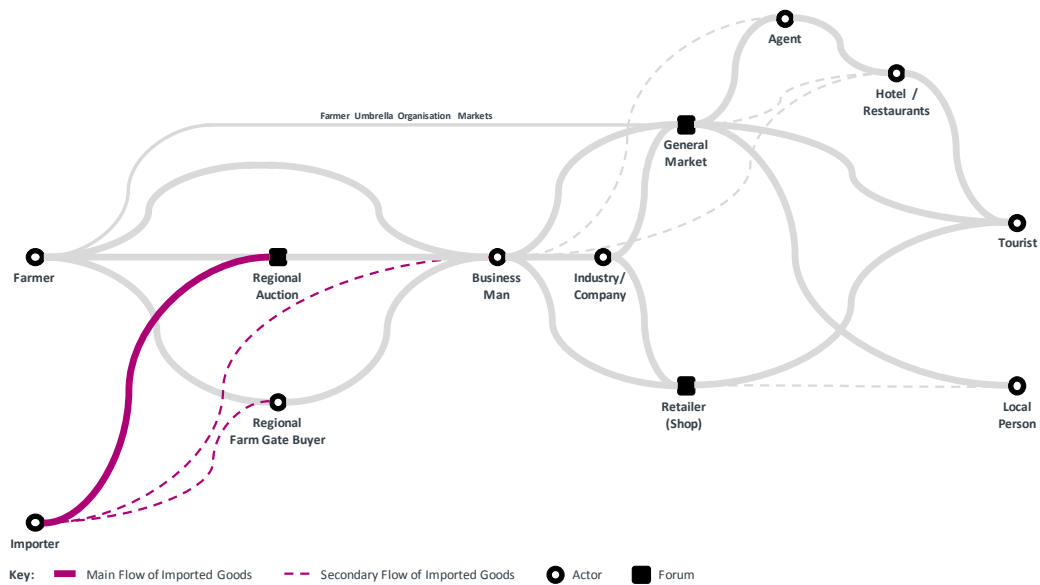 Agent
Hotel /
Restaurants
Farmer Umbrella Organisation Markets
General
Market
Tourist
Farmer
Regional
Auction
Business
Man
Industry/
Company
Retailer
(Shop)
Local
Person
Regional
Farm Gate Buyer
Importer
Key:
Main Flow of Imported Goods
Secondary Flow of Imported Goods
Actor
Forum